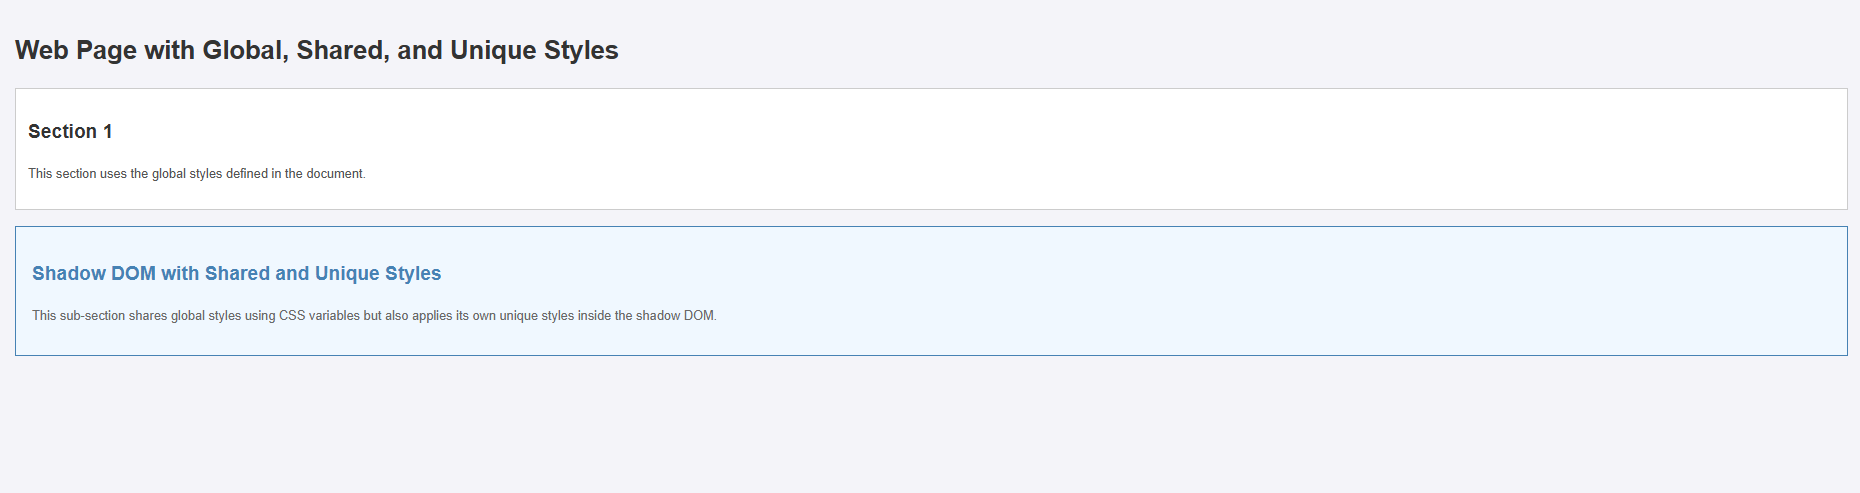 Web Page with Global, Shared, and Unique Styles
Section 1
This section uses the global styles defined in the document.
Shadow DOM with Shared and Unique Styles
This sub-section shares global styles using CSS variables but also applies its own unique styles inside the shadow DOM.